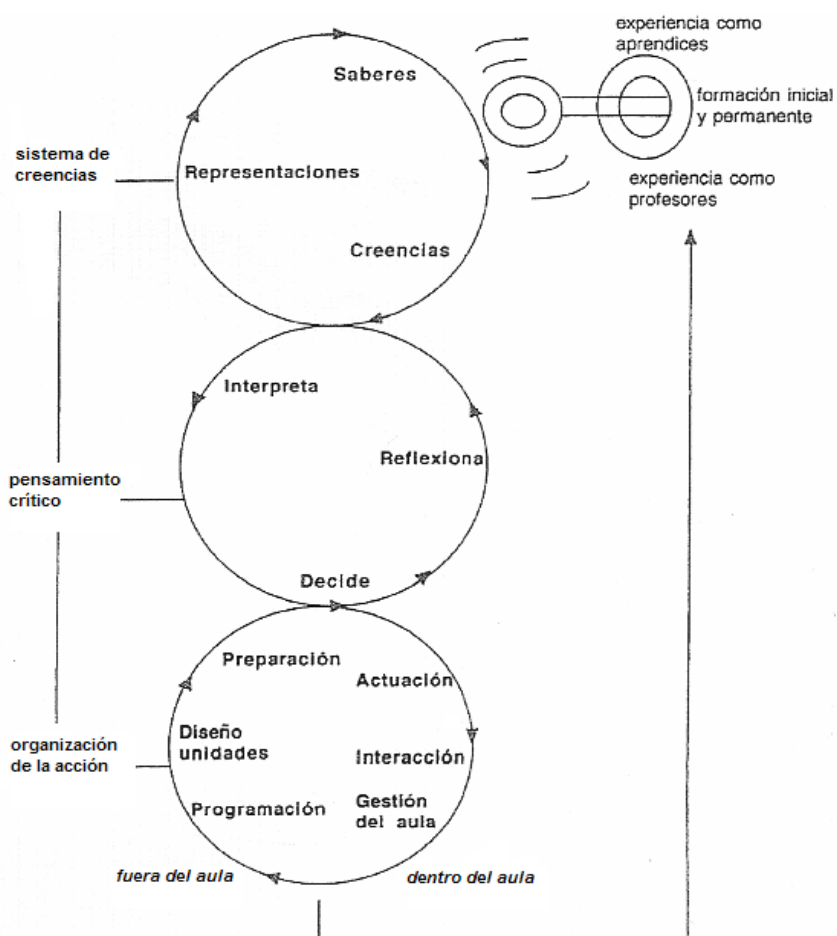 experiencia como
aprendices
Saberes
formación inicial
y permanente
sistema de
creencias
Representaciones
experiencia como
profesores
Creencias
Interpreta
Reflexiona
pensamiento
crítico
Decide
Preparación
Actuación
Diseño
unidades
organización
de la acción
Interacción
Programación
Gestión
del aula
fuera del aula
dentro del aula